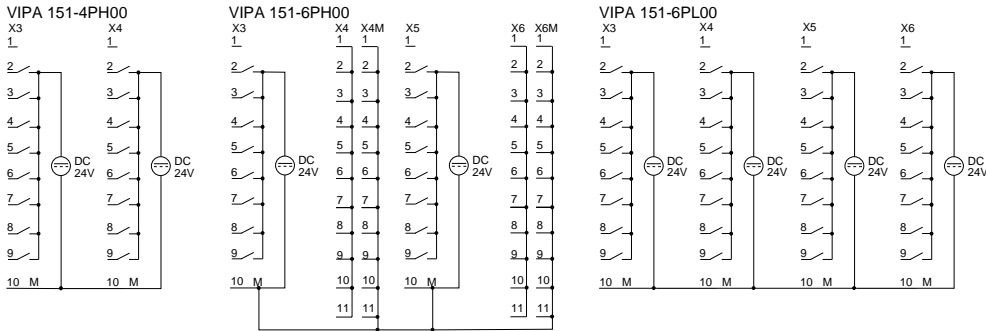 VIPA 151-4PH00 VIPA 151-6PH00 VIPA 151-6PL00
X3 X4 X3 X4 X4M X5 X6 X6M X3 X4 X5 X6
1 1 1 1 1 1 1 1 1 1 1 1
2 2 2 2 2 2 2 2 2 2 2 2
3 3 3 3 3 3 3 3 3 3 3 3
4 4 4 4 4 4 4 4 4 4 4 4
5 DC 5 DC 5 DC 5 5 5 DC 5 5 5 DC 5 DC 5 DC 5 DC
24V 24V 24V 24V 24V 24V 24V 24V
6 6 6 6 6 6 6 6 6 6 6 6
7 7 7 7 7 7 7 7 7 7 7 7
8 8 8 8 8 8 8 8 8 8 8 8
9 9 9 9 9 9 9 9 9 9 9 9
10 M 10 M 10 M 10 10 10 M 10 10 10 M 10 M 10 M 10 M
11 11 11 11